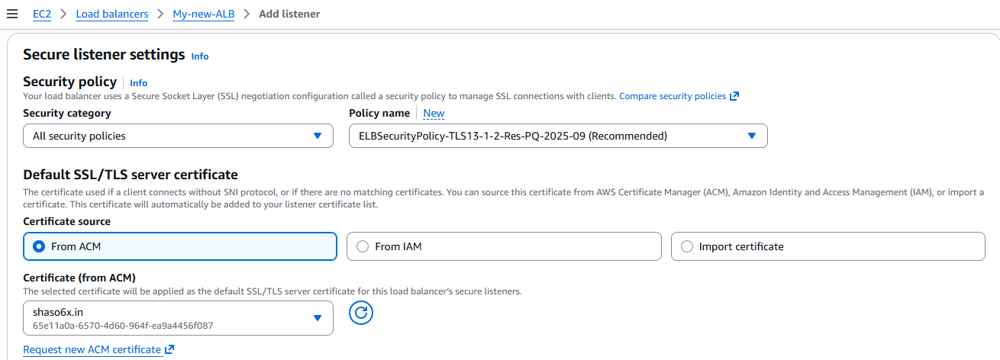 EC2 > Load balancers > My-new-ALB > Add listener
Secure listener settings Info
Security policy Info
Your load balancer uses a Secure Socket Layer (SSL) negotiation configuration called a security policy to manage SSL connections with clients. Compare security policies
Security category
Policy name New
All security policies
ELBSecurityPolicy-TLS13-1-2-Res-PQ-2025-09 (Recommended)
Default SSL/TLS server certificate
The certificate used if a client connects without SNI protocol, or if there are no matching certificates. You can source this certificate from AWS Certificate Manager (ACM), Amazon Identity and Access Management (IAM), or import a
certificate. This certificate will automatically be added to your listener certificate list.
Certificate source
From ACM
From IAM
Import certificate
Certificate (from ACM)
The selected certificate will be applied as the default SSL/TLS server certificate for this load balancer's secure listeners.
shaso6x.in
65e11a0a-6570-4d60-964f-ea9a4456f087
Request new ACM certificate